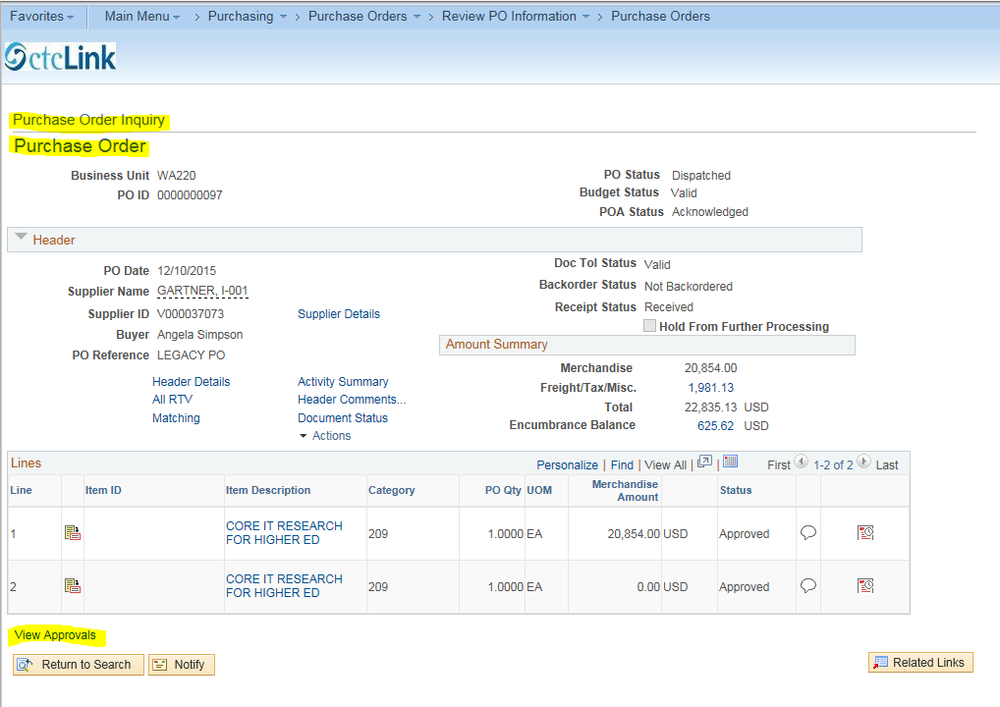 Favorites Main Menu > Purchasing > Purchase Orders > Review PO Information > Purchase Orders
ctcLink
Purchase Order Inquiry
Purchase Order
Business Unit WA220 PO Status Dispatched
PO ID 0000000097 Budget Status Valid
POA Status Acknowledged
Header
PO Date 12/10/2015 Doc Tol Status Valid
Supplier Name GARTNER, I-001 Backorder Status Not Backordered
Supplier ID V000037073 Supplier Details Receipt Status Received
Hold From Further Processing
Buyer Angela Simpson
Amount Summary
PO Reference LEGACY PO
Merchandise 20,854.00
Header Details Activity Summary Freight/Tax/Misc. 1,981.13
All RTV Header Comments... Total 22,835.13 USD
Matching Document Status Encumbrance Balance 625.62 USD
Actions
Lines Personalize | Find | View All | | First 1-2 of 2 Last
Line Item ID Item Description Category PO Qty UOM Merchandise Amount Status
1 CORE IT RESEARCH FOR HIGHER ED 209 1.0000 EA 20,854.00 USD Approved
2 CORE IT RESEARCH FOR HIGHER ED 209 1.0000 EA 0.00 USD Approved
View Approvals
Return to Search Notify Related Links